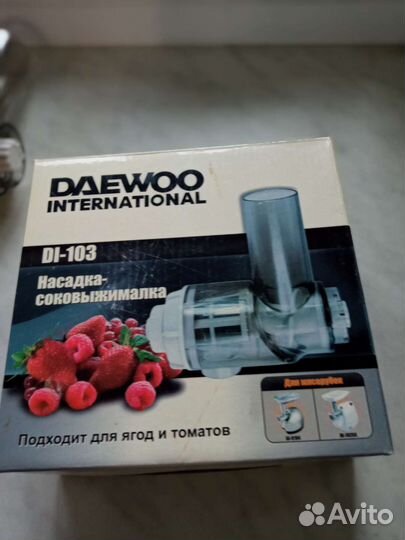 DAEWOO
INTERNATIONAL
DI-103
Насадка-
соковыжималка
Для мясорубок
Подходит для ягод и томатов
Avito